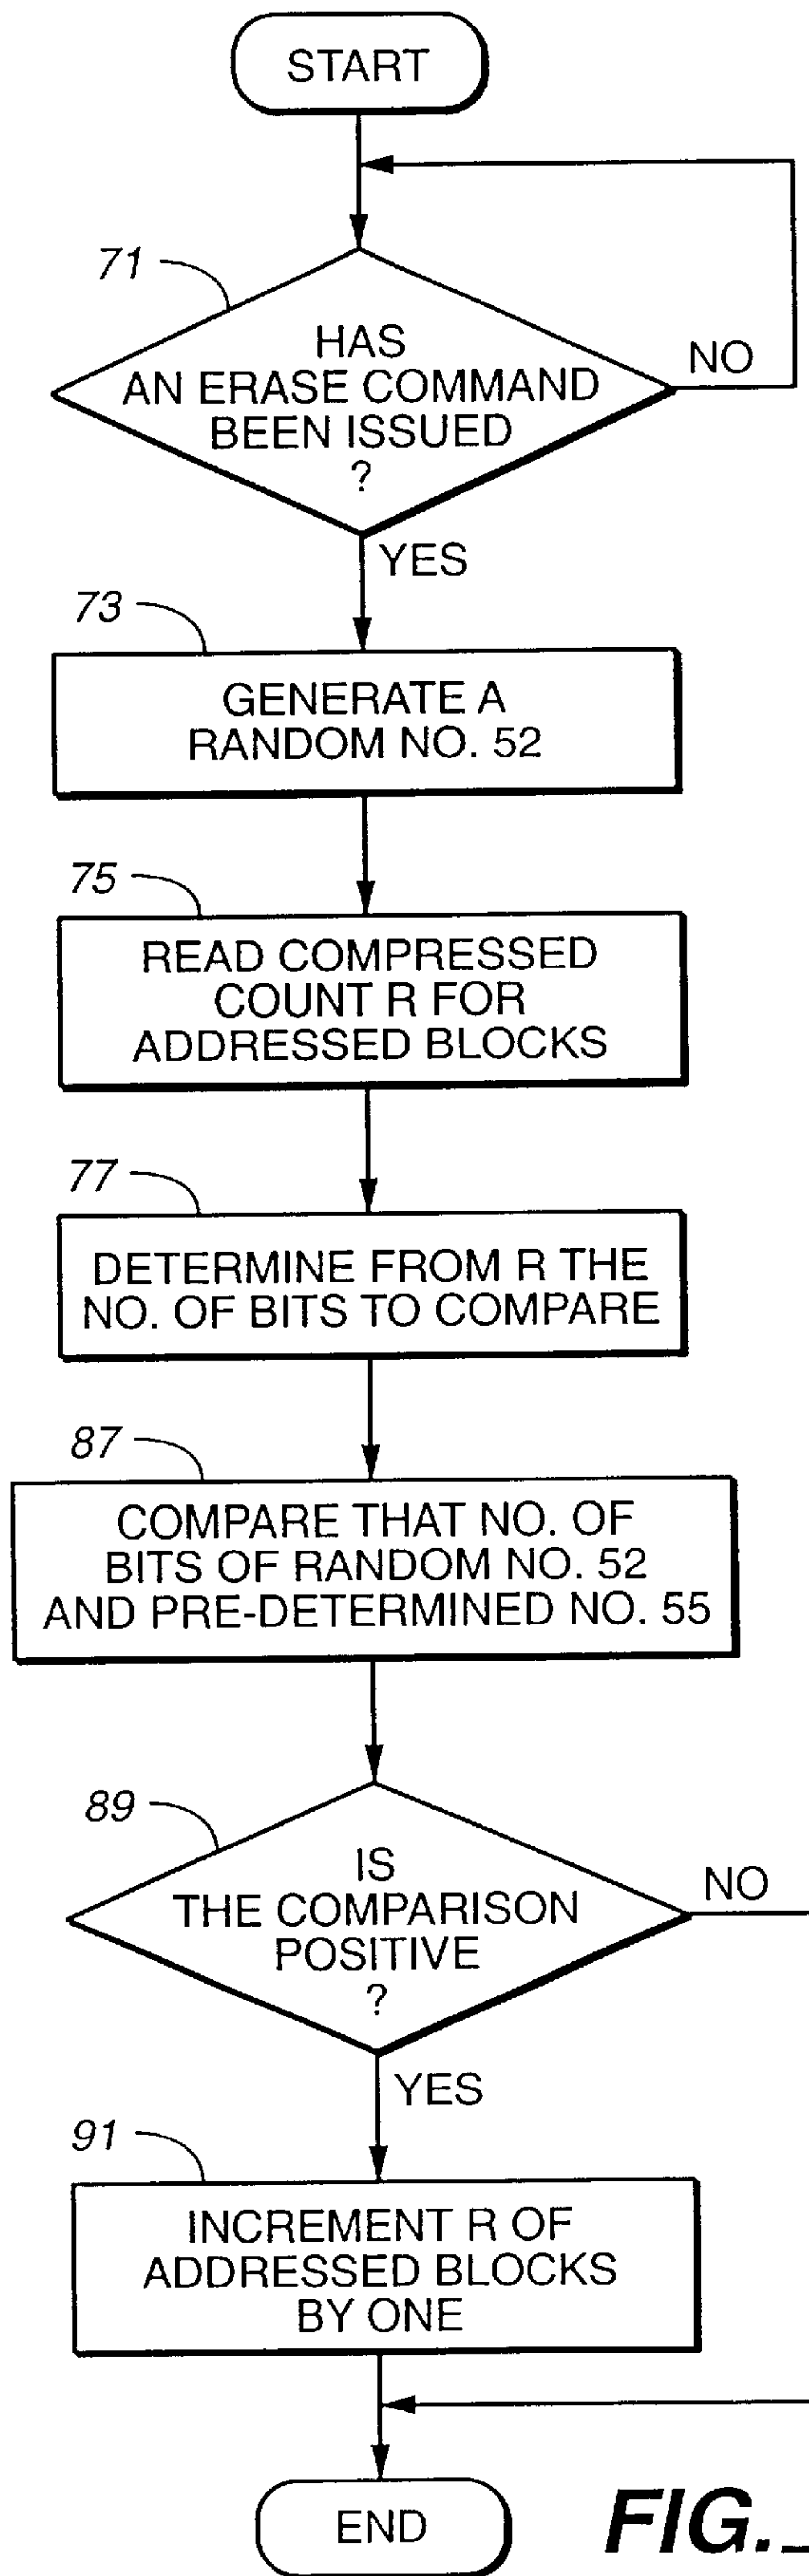 START
71
HAS
AN ERASE COMMAND
BEEN ISSUED
?
NO
YES
73
GENERATE A
RANDOM NO. 52
75
READ COMPRESSED
COUNT R FOR
ADDRESSED BLOCKS
77
DETERMINE FROM R THE
NO. OF BITS TO COMPARE
87
COMPARE THAT NO. OF
BITS OF RANDOM NO. 52
AND PRE-DETERMINED NO. 55
89
IS
THE COMPARISON
POSITIVE
?
NO
YES
91
INCREMENT R OF
ADDRESSED BLOCKS
BY ONE
END
FIG._